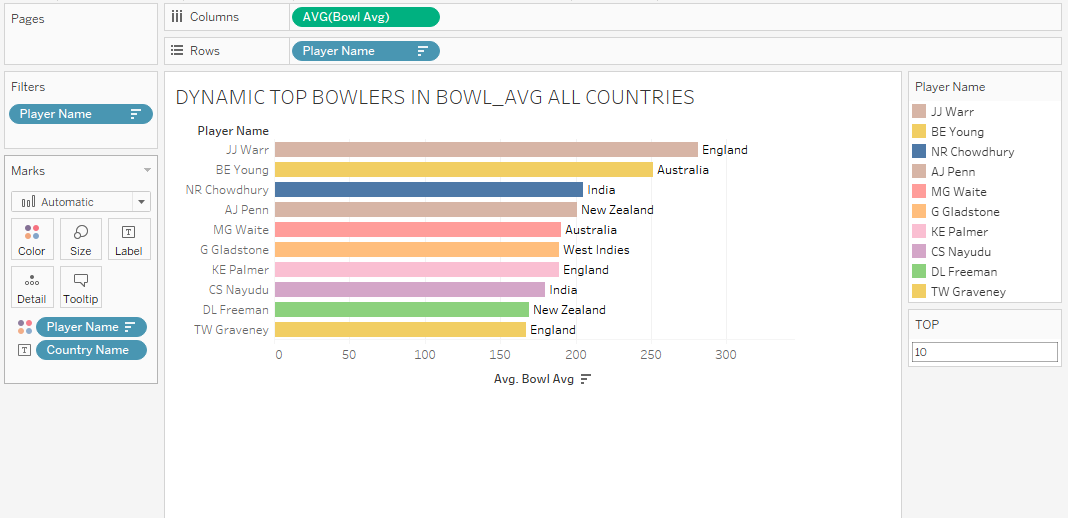 Pages
Columns
AVG(Bowl Avg)
Rows
Player Name
Filters
Player Name
Marks
Automatic
Color
Size
Label
Detail
Tooltip
Player Name
Country Name
DYNAMIC TOP BOWLERS IN BOWL_AVG ALL COUNTRIES
Player Name
JJ Warr England
BE Young Australia
NR Chowdhury India
AJ Penn New Zealand
MG Waite Australia
G Gladstone West Indies
KE Palmer England
CS Nayudu India
DL Freeman New Zealand
TW Graveney England
0 50 100 150 200 250 300
Avg. Bowl Avg
Player Name
JJ Warr
BE Young
NR Chowdhury
AJ Penn
MG Waite
G Gladstone
KE Palmer
CS Nayudu
DL Freeman
TW Graveney
TOP
10